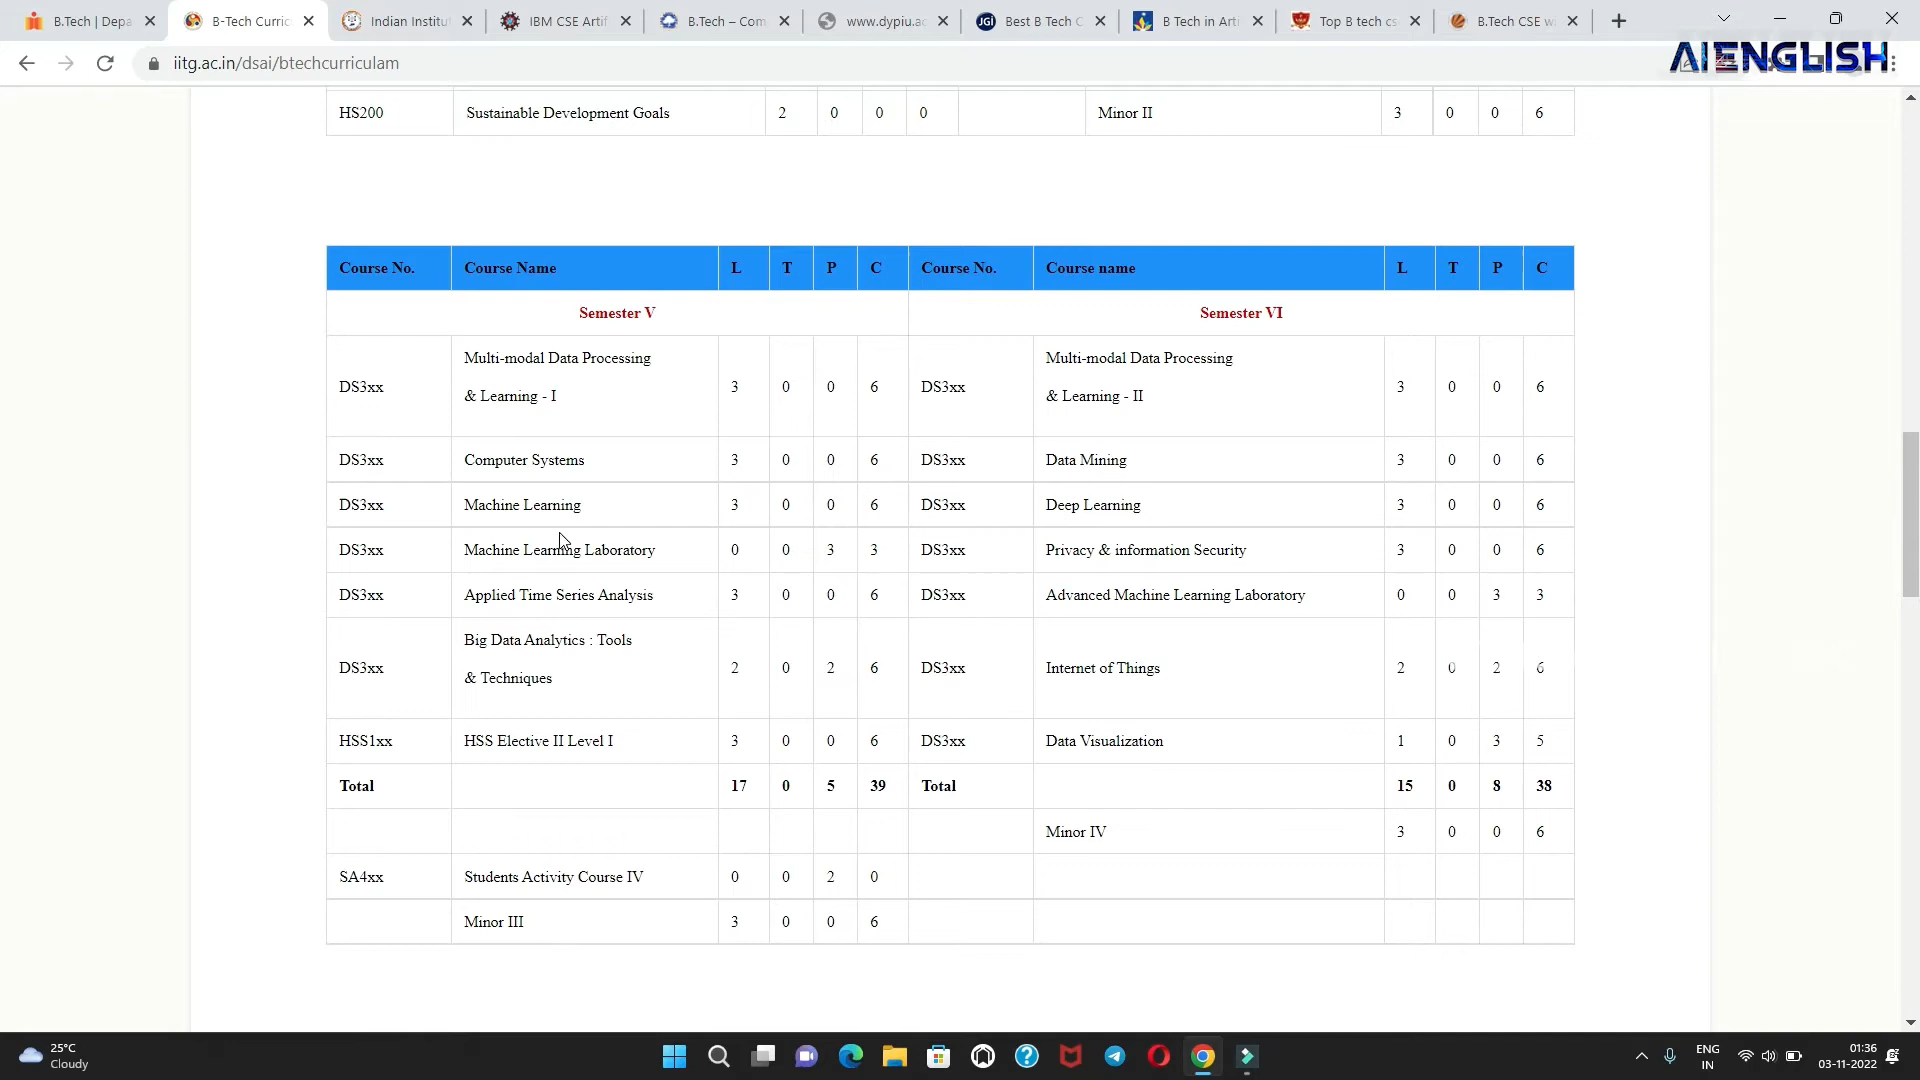 B.Tech | Depa
B-Tech Curric
Indian Institut
IBM CSE Artif
B.Tech – Com
www.dypiu.ac
JGI Best B Tech C
B Tech in Arti
Top B tech cs
B.Tech CSE w
iitg.ac.in/dsai/btechcurriculam
AIENGLISH
HS200 Sustainable Development Goals 2 0 0 0 Minor II 3 0 0 6
Course No. Course Name L T P C Course No. Course name L T P C
Semester V Semester VI
DS3xx Multi-modal Data Processing
& Learning - I 3 0 0 6 DS3xx Multi-modal Data Processing
& Learning - II 3 0 0 6
DS3xx Computer Systems 3 0 0 6 DS3xx Data Mining 3 0 0 6
DS3xx Machine Learning 3 0 0 6 DS3xx Deep Learning 3 0 0 6
DS3xx Machine Learning Laboratory 0 0 3 3 DS3xx Privacy & information Security 3 0 0 6
DS3xx Applied Time Series Analysis 3 0 0 6 DS3xx Advanced Machine Learning Laboratory 0 0 3 3
DS3xx Big Data Analytics : Tools
& Techniques 2 0 2 6 DS3xx Internet of Things 2 0 2 6
HSS1xx HSS Elective II Level I 3 0 0 6 DS3xx Data Visualization 1 0 3 5
Total 17 0 5 39 Total 15 0 8 38
Minor IV 3 0 0 6
SA4xx Students Activity Course IV 0 0 2 0
Minor III 3 0 0 6
25°C
Cloudy
ENG
IN
01:36
03-11-2022